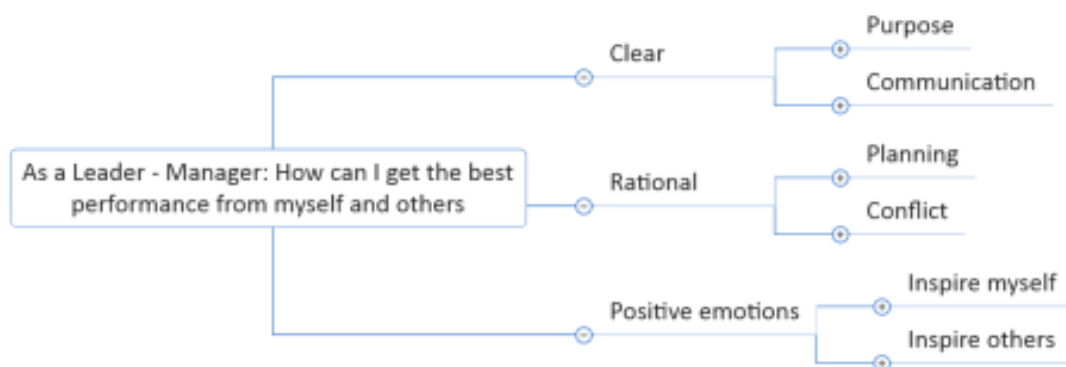 Purpose
Clear
Communication
As a Leader - Manager: How can I get the best
performance from myself and others
Planning
Rational
Conflict
Inspire myself
Positive emotions
Inspire others